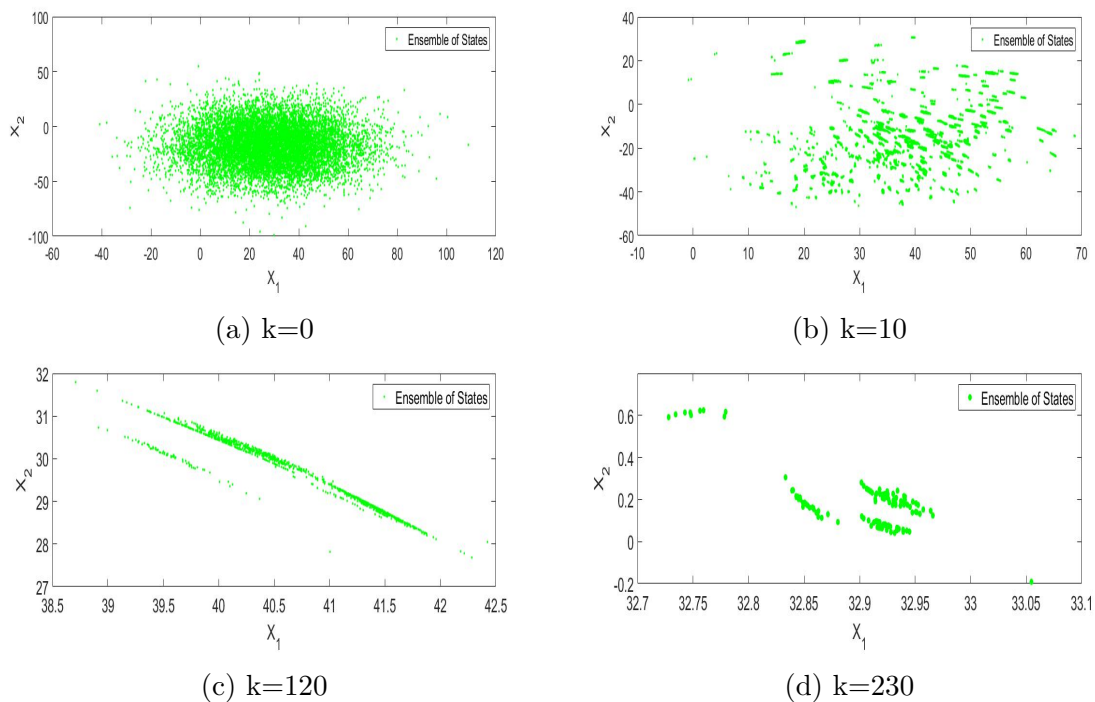 100
50
0
-50
-100
x2
Ensemble of States
-60 -40 -20 0 20 40 60 80 100 120
X1
(a) k=0
40
20
0
-20
-40
-60
x2
Ensemble of States
-10 0 10 20 30 40 50 60 70
X1
(b) k=10
32
31
30
29
28
27
x2
Ensemble of States
38.5 39 39.5 40 40.5 41 41.5 42 42.5
X1
(c) k=120
0.6
0.4
0.2
0
-0.2
x2
Ensemble of States
32.7 32.75 32.8 32.85 32.9 32.95 33 33.05 33.1
X1
(d) k=230